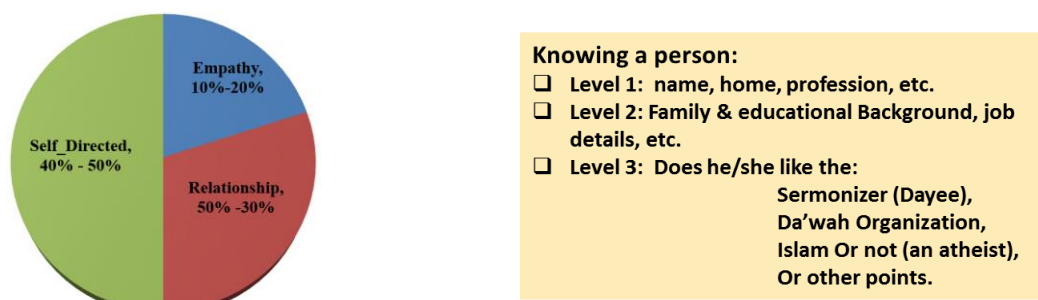 Empathy,
10%-20%
Self_Directed,
40% - 50%
Relationship,
50% -30%
Knowing a person:
❑ Level 1: name, home, profession, etc.
❑ Level 2: Family & educational Background, job
details, etc.
❑ Level 3: Does he/she like the:
Sermonizer (Dayee),
Da’wah Organization,
Islam Or not (an atheist),
Or other points.